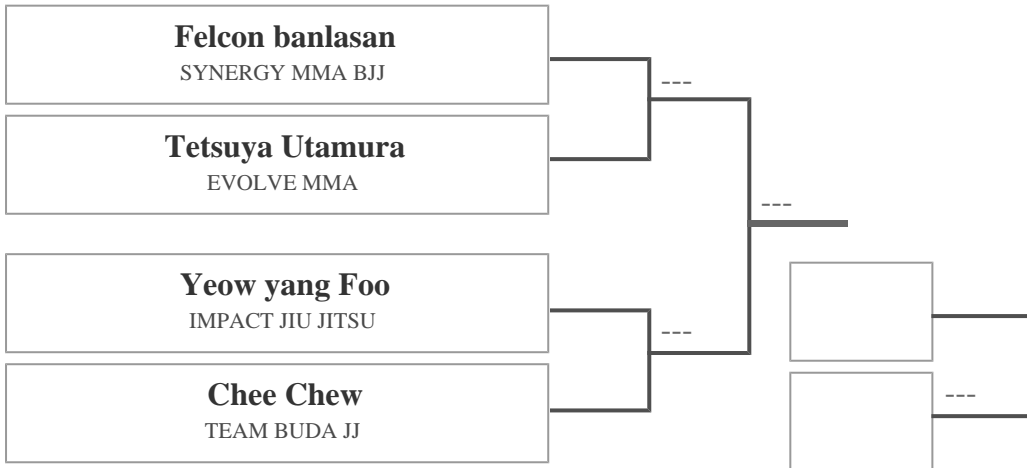 Felcon banlasan
SYNERGY MMA BJJ
---
Tetsuya Utamura
EVOLVE MMA
---
Yeow yang Foo
IMPACT JIU JITSU
---
Chee Chew
TEAM BUDA JJ
---